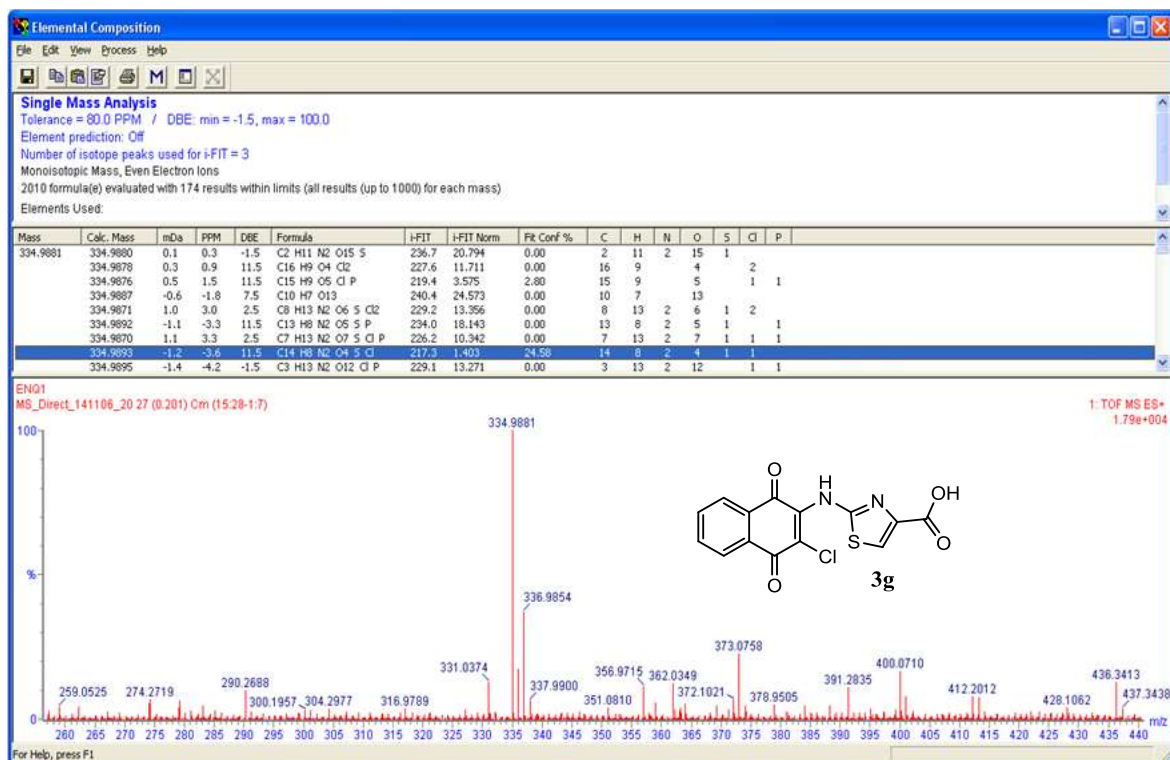 Elemental Composition
File Edit View Process Help
Single Mass Analysis
Tolerance = 80.0 PPM / DBE: min = -1.5, max = 100.0
Element prediction: Off
Number of isotope peaks used for i-FIT = 3
Monoisotopic Mass, Even Electron Ions
2010 formula(e) evaluated with 174 results within limits (all results (up to 1000) for each mass)
Elements Used:
Mass Calc. Mass mDa PPM DBE Formula i-FIT i-FIT Norm Fit Conf % C H N O S Cl P
334.9881 334.9880 0.1 0.3 -1.5 C2 H11 N2 O15 S 236.7 20.794 0.00 2 11 2 15 1
334.9878 0.3 0.9 11.5 C16 H9 O4 Cl2 227.6 11.711 0.00 16 9 4 2
334.9876 0.5 1.5 11.5 C15 H9 O5 Cl P 219.4 3.575 2.80 15 9 5 1 1
334.9887 -0.6 -1.8 7.5 C10 H7 O13 240.4 24.573 0.00 10 7 13
334.9871 1.0 3.0 2.5 C8 H13 N2 O6 S Cl2 229.2 13.356 0.00 8 13 2 6 1 2
334.9892 -1.1 -3.3 11.5 C13 H8 N2 O5 S P 234.0 18.143 0.00 13 8 2 5 1 1
334.9870 1.1 3.3 2.5 C7 H13 N2 O7 S Cl P 226.2 10.342 0.00 7 13 2 7 1 1 1
334.9893 -1.2 -3.6 11.5 C14 H8 N2 O4 S Cl 217.3 1.403 24.58 14 8 2 4 1 1
334.9895 -1.4 -4.2 -1.5 C3 H13 N2 O12 Cl P 229.1 13.271 0.00 3 13 2 12 1 1
ENQ1
MS_Direct_141106_20 27 (0.201) Cm (15:28-1:7)
1: TOF MS ES+
1.79e+004
334.9881
100
O
H
N
N
OH
O
S
Cl
O
3g
%
336.9854
373.0758
400.0710
331.0374
356.9715
362.0349
290.2688
391.2835
436.3413
259.0525
274.2719
300.1957
304.2977
316.9789
337.9900
351.0810
372.1021
378.9505
412.2012
428.1062
437.3438
0
m/z
260 265 270 275 280 285 290 295 300 305 310 315 320 325 330 335 340 345 350 355 360 365 370 375 380 385 390 395 400 405 410 415 420 425 430 435 440
For Help, press F1